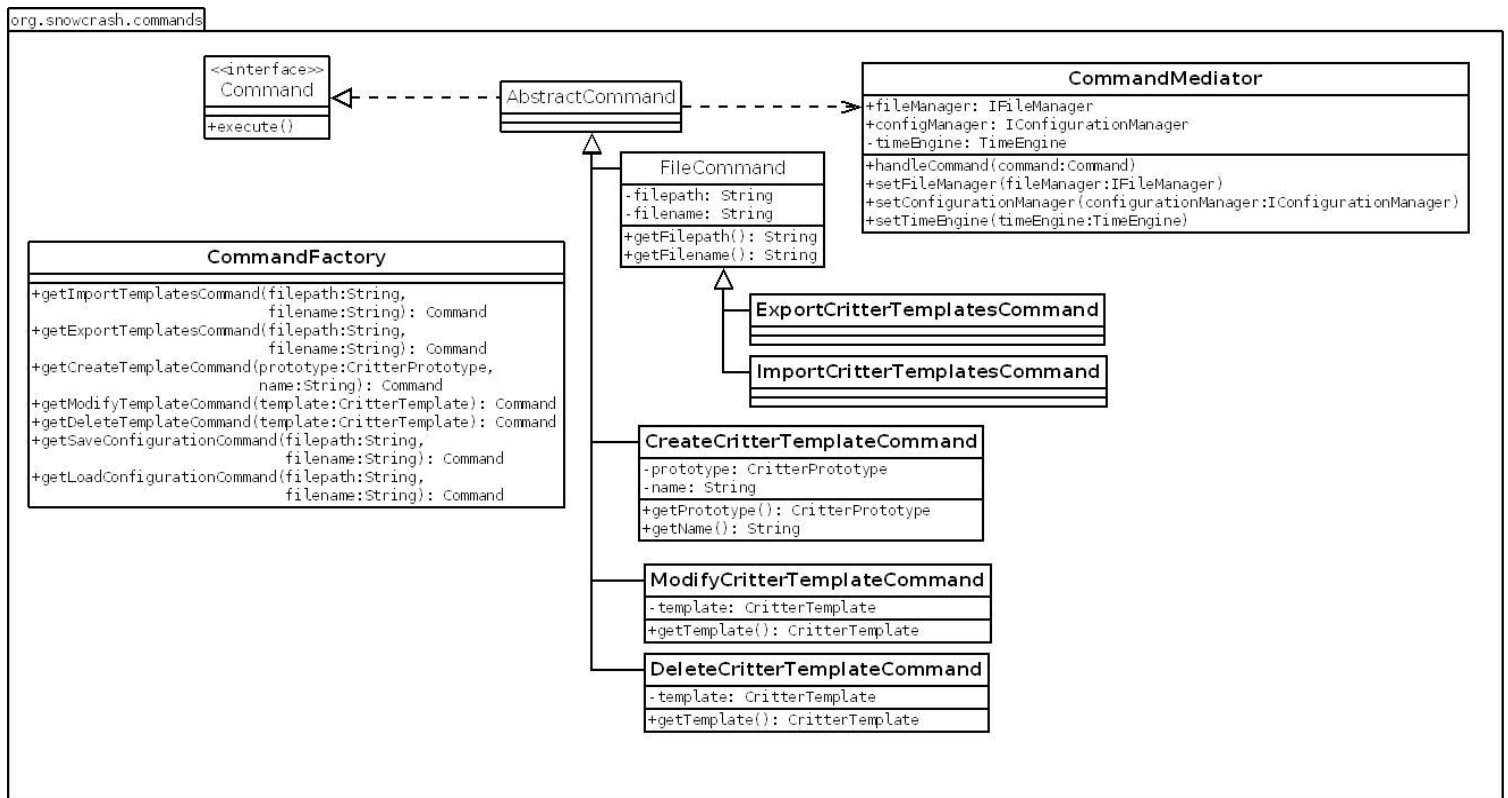 org.snowcrash.commands
<<interface>>
Command
+execute()
AbstractCommand
CommandMediator
+fileManager: IFileManager
+configManager: IConfigurationManager
-timeEngine: TimeEngine
+handleCommand(command:Command)
+setFileManager(fileManager:IFileManager)
+setConfigurationManager(configurationManager:IConfigurationManager)
+setTimeEngine(timeEngine:TimeEngine)
FileCommand
-filepath: String
-filename: String
+getFilepath(): String
+getFilename(): String
CommandFactory
+getImportTemplatesCommand(filepath:String,
filename:String): Command
+getExportTemplatesCommand(filepath:String,
filename:String): Command
+getCreateTemplateCommand(prototype:CritterPrototype,
name:String): Command
+getModifyTemplateCommand(template:CritterTemplate): Command
+getDeleteTemplateCommand(template:CritterTemplate): Command
+getSaveConfigurationCommand(filepath:String,
filename:String): Command
+getLoadConfigurationCommand(filepath:String,
filename:String): Command
ExportCritterTemplatesCommand
ImportCritterTemplatesCommand
CreateCritterTemplateCommand
-prototype: CritterPrototype
-name: String
+getPrototype(): CritterPrototype
+getName(): String
ModifyCritterTemplateCommand
-template: CritterTemplate
+getTemplate(): CritterTemplate
DeleteCritterTemplateCommand
-template: CritterTemplate
+getTemplate(): CritterTemplate